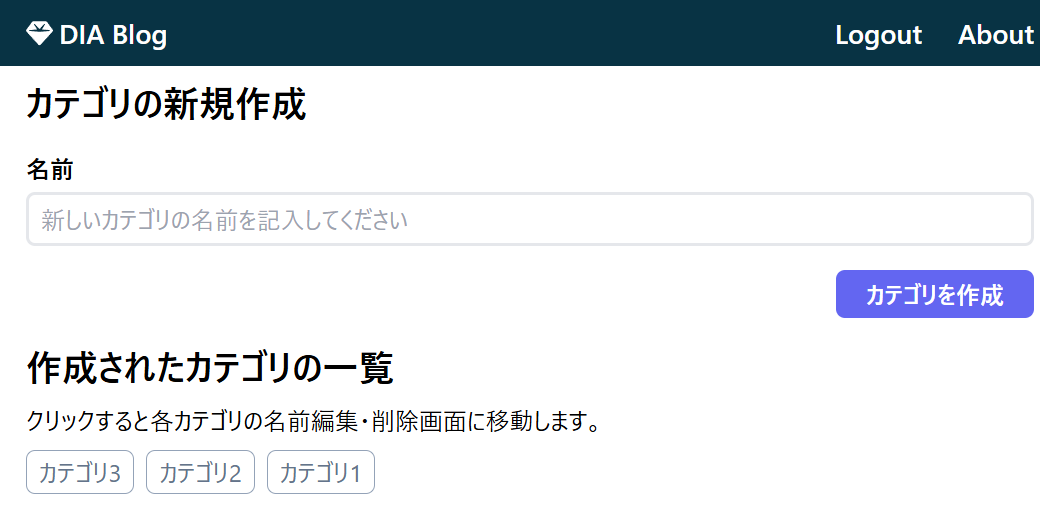 DIA Blog Logout About
カテゴリの新規作成
名前
新しいカテゴリの名前を記入してください
カテゴリを作成
作成されたカテゴリの一覧
クリックすると各カテゴリの名前編集・削除画面に移動します。
カテゴリ3 カテゴリ2 カテゴリ1